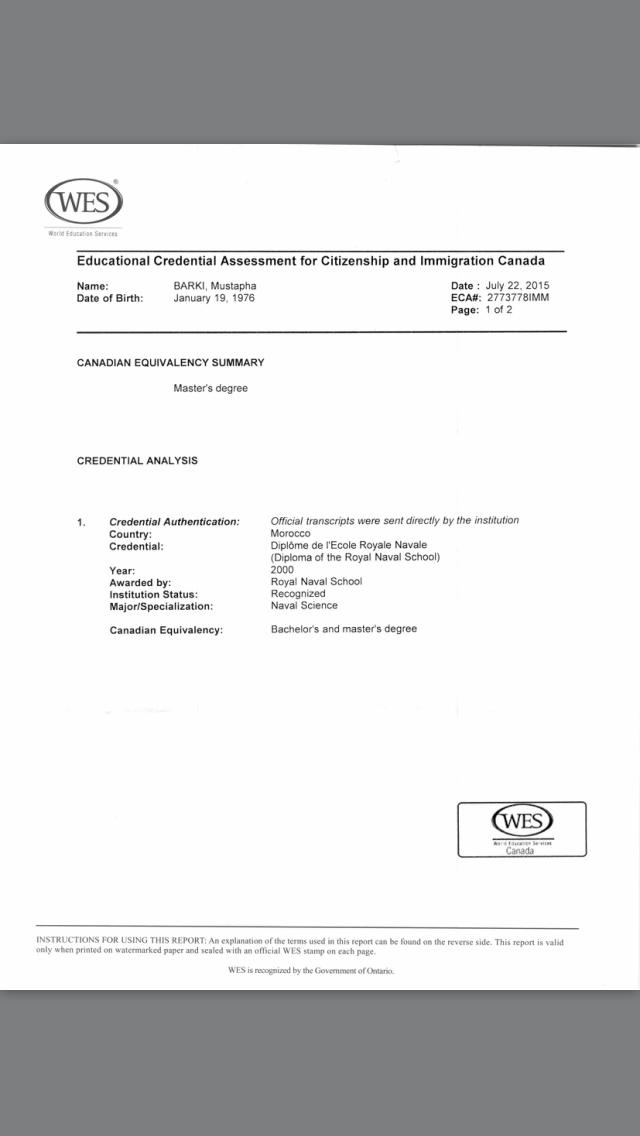 WES®
World Education Services
Educational Credential Assessment for Citizenship and Immigration Canada
Name: BARKI, Mustapha Date : July 22, 2015
Date of Birth: January 19, 1976 ECA#: 2773778IMM
Page: 1 of 2
CANADIAN EQUIVALENCY SUMMARY
Master's degree
CREDENTIAL ANALYSIS
1. Credential Authentication: Official transcripts were sent directly by the institution
Country: Morocco
Credential: Diplôme de l'Ecole Royale Navale
(Diploma of the Royal Naval School)
Year: 2000
Awarded by: Royal Naval School
Institution Status: Recognized
Major/Specialization: Naval Science
Canadian Equivalency: Bachelor's and master's degree
WES
World Education Services
Canada
INSTRUCTIONS FOR USING THIS REPORT: An explanation of the terms used in this report can be found on the reverse side. This report is valid
only when printed on watermarked paper and sealed with an official WES stamp on each page.
WES is recognized by the Government of Ontario.